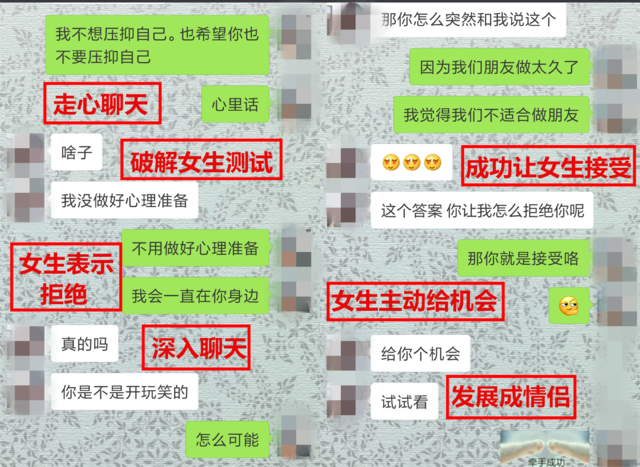 我不想压抑自己。也希望你也
不要压抑自己
走心聊天
心里话
啥子
破解女生测试
我没做好心理准备
不用做好心理准备
女生表示
拒绝
我会一直在你身边
真的吗
深入聊天
你是不是开玩笑的
怎么可能
那你怎么突然和我说这个
因为我们朋友做太久了
我觉得我们不适合做朋友
成功让女生接受
这个答案 你让我怎么拒绝你呢
那你就是接受咯
女生主动给机会
给你个机会
试试看
发展成情侣
牵手成功